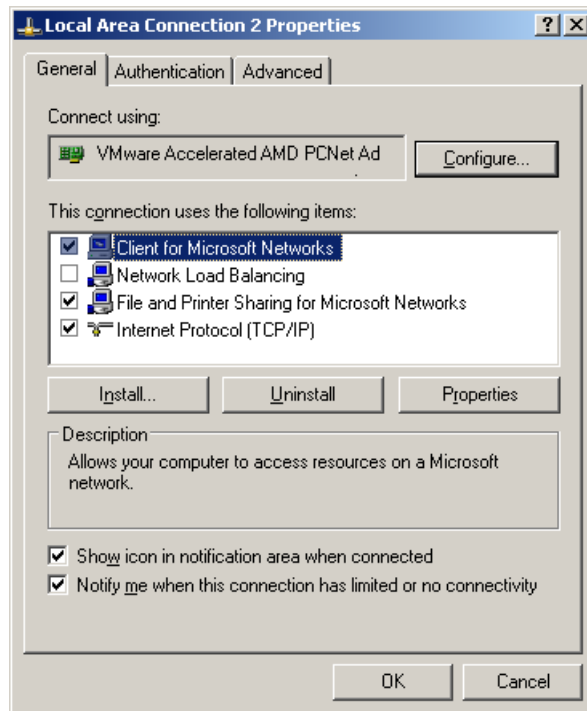 Local Area Connection 2 Properties
General Authentication Advanced
Connect using:
VMware Accelerated AMD PCNet Ad
Configure...
This connection uses the following items:
Client for Microsoft Networks
Network Load Balancing
File and Printer Sharing for Microsoft Networks
Internet Protocol (TCP/IP)
Install... Uninstall Properties
Description
Allows your computer to access resources on a Microsoft
network.
Show icon in notification area when connected
Notify me when this connection has limited or no connectivity
OK Cancel